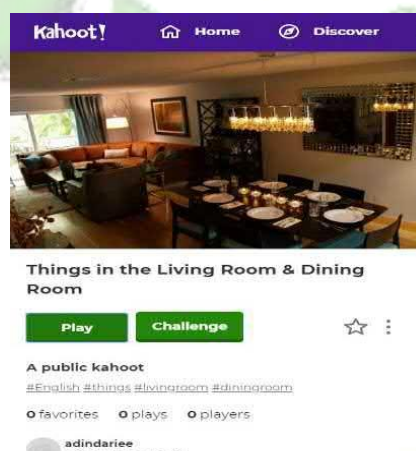 Kahoot!
Home
Discover
Things in the Living Room & Dining
Room
Play
Challenge
A public kahoot
#English #things #livingroom #diningroom
0 favorites 0 plays 0 players
adindariee